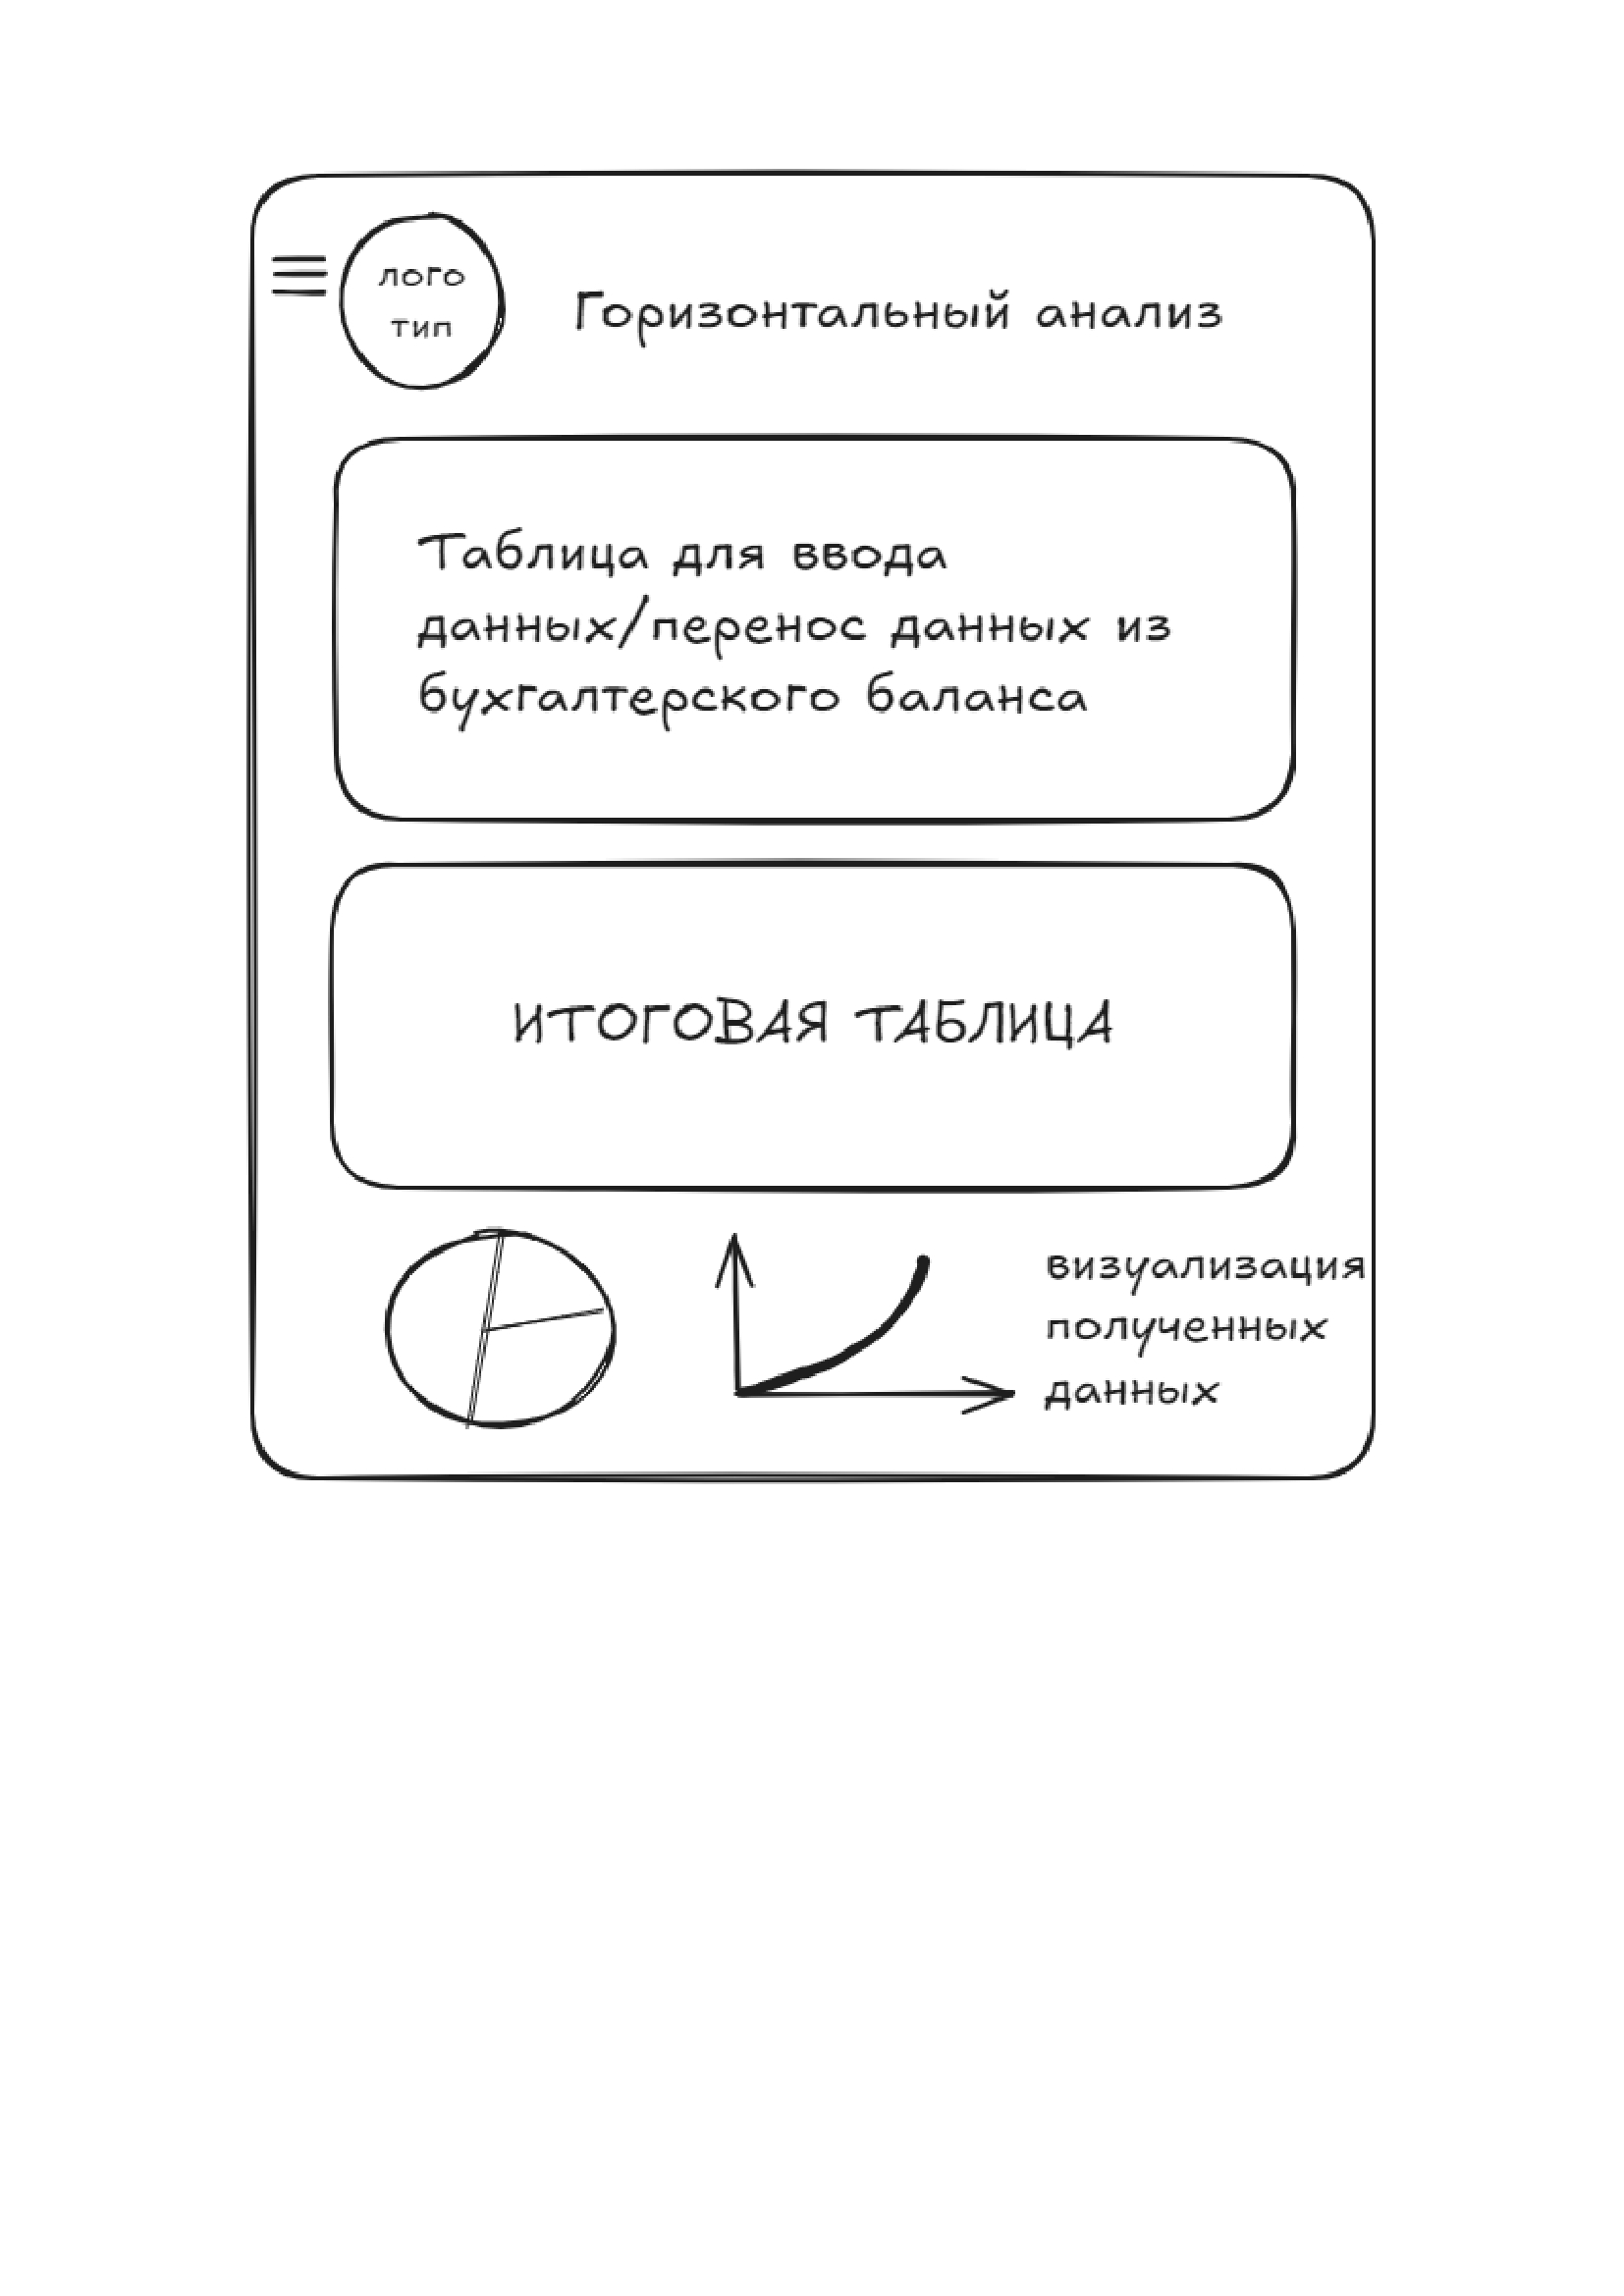 лого
тип
Горизонтальный анализ
Таблица для ввода
данных/перенос данных из
бухгалтерского баланса
ИТОГОВАЯ ТАБЛИЦА
визуализация
полученных
данных